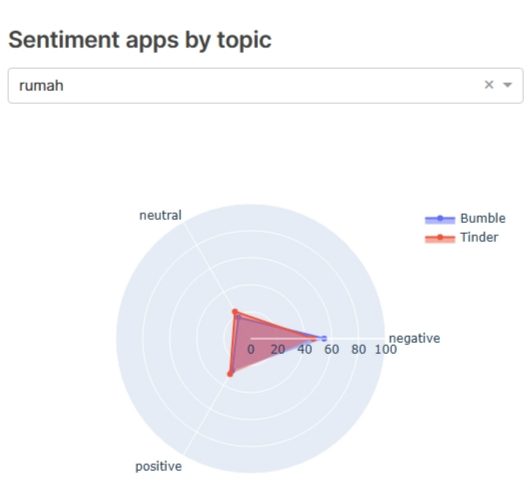 Sentiment apps by topic
rumah
neutral
Bumble
Tinder
negative
0 20 40 60 80 100
positive